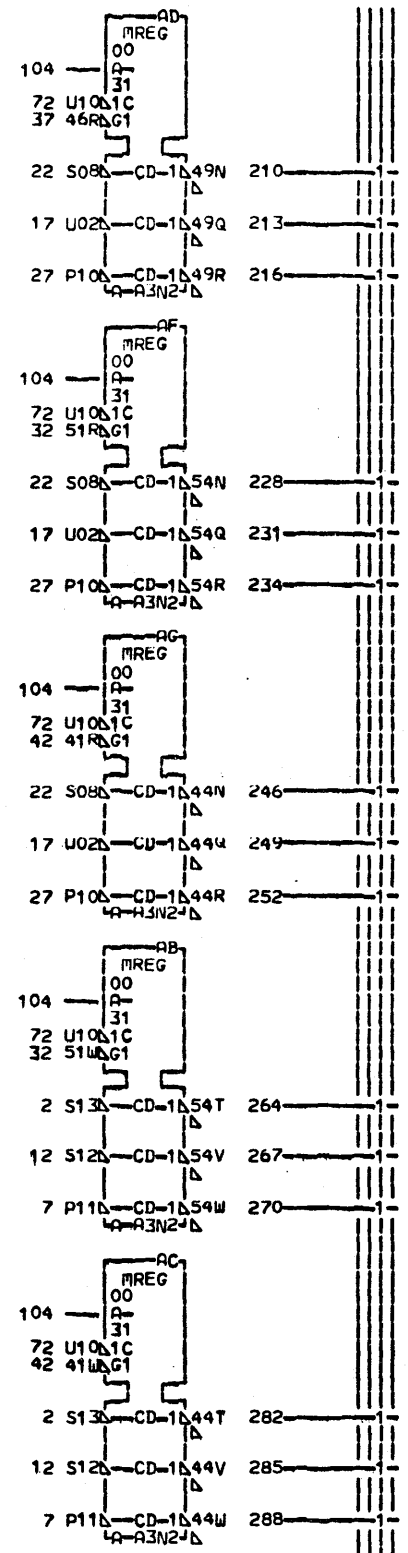 AD
MREG
00
104 A
31
72 U10 1C
37 46R G1
22 S08 CD-1 49N 210 1
17 U02 CD-1 49Q 213 1
27 P10 CD-1 49R 216 1
A-A3N2
AF
MREG
00
104 A
31
72 U10 1C
32 51R G1
22 S08 CD-1 54N 228 1
17 U02 CD-1 54Q 231 1
27 P10 CD-1 54R 234 1
A-A3N2
AG
MREG
00
104 A
31
72 U10 1C
42 41R G1
22 S08 CD-1 44N 246 1
17 U02 CD-1 44Q 249 1
27 P10 CD-1 44R 252 1
A-A3N2
AB
MREG
00
104 A
31
72 U10 1C
32 51W G1
2 S13 CD-1 54T 264 1
12 S12 CD-1 54V 267 1
7 P11 CD-1 54W 270 1
A-A3N2
AC
MREG
00
104 A
31
72 U10 1C
42 41W G1
2 S13 CD-1 44T 282 1
12 S12 CD-1 44V 285 1
7 P11 CD-1 44W 288 1
A-A3N2